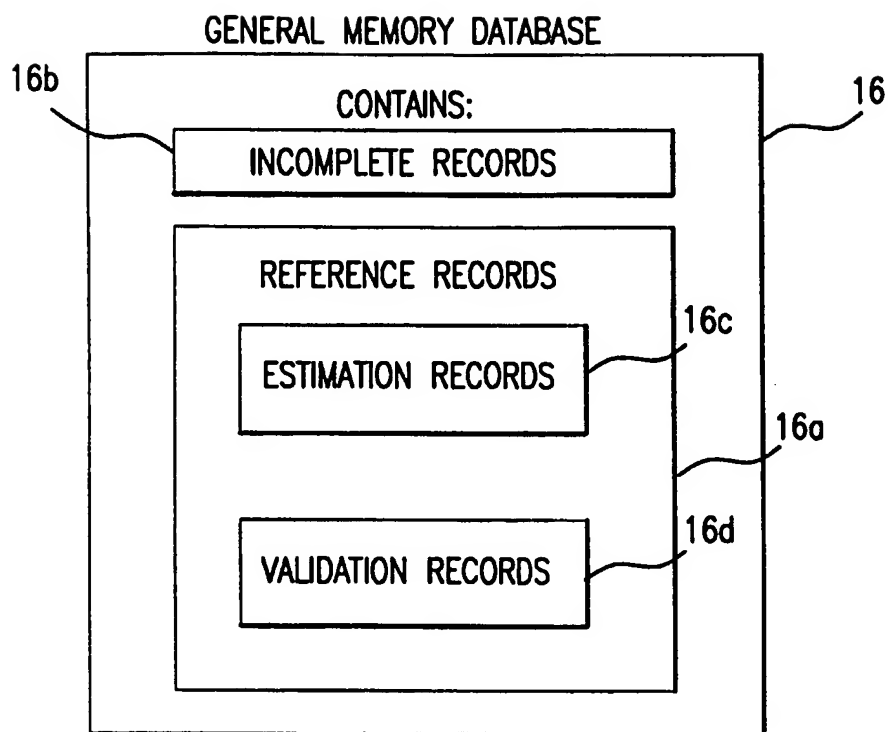 GENERAL MEMORY DATABASE
16b
16
CONTAINS:
INCOMPLETE RECORDS
REFERENCE RECORDS
16c
ESTIMATION RECORDS
16a
16d
VALIDATION RECORDS